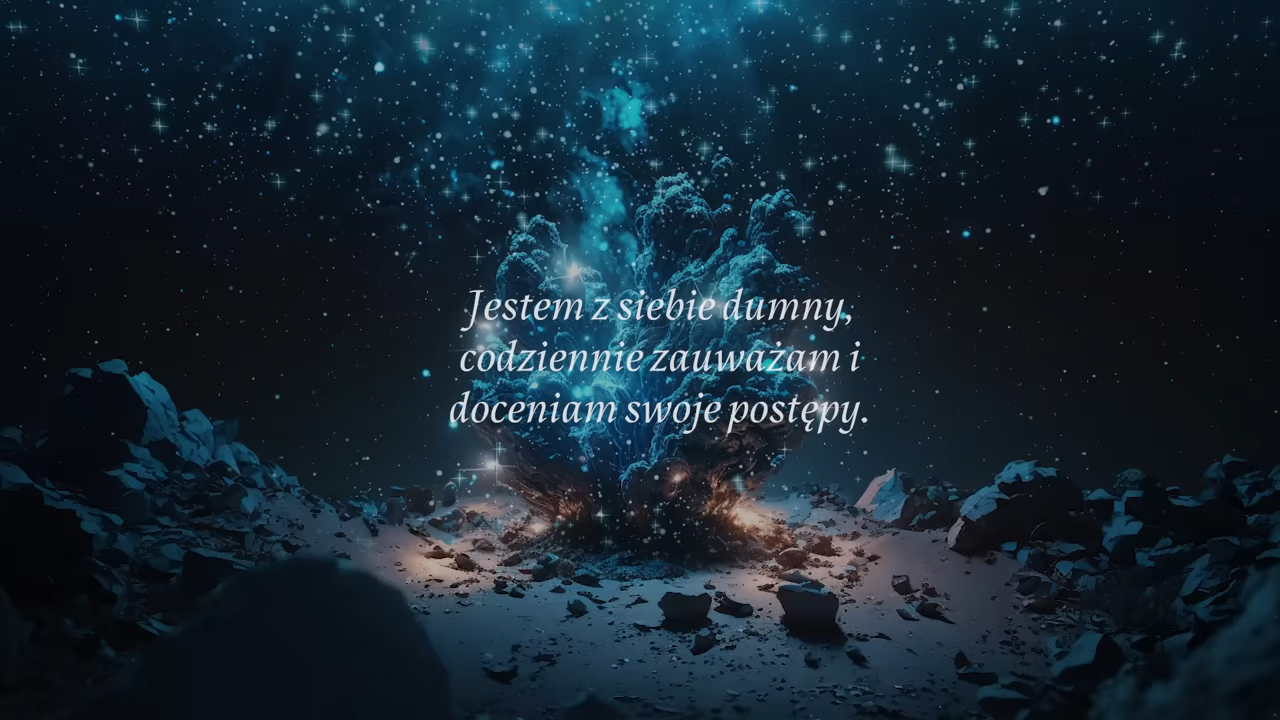 Jestem z siebie dumny,
codziennie zauważam i
doceniam swoje postępy.